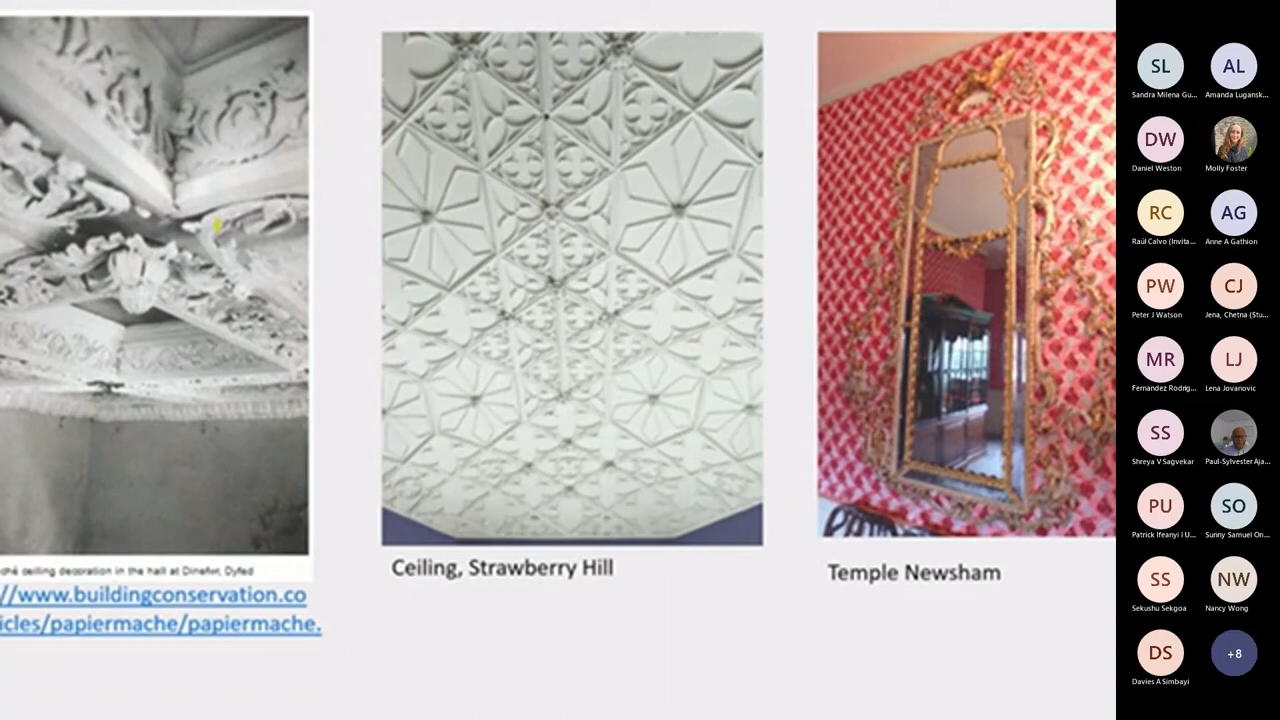 ché ceiling decoration in the hall at Dinefwr, Dyfed
//www.buildingconservation.co
icles/papiermache/papiermache.
Ceiling, Strawberry Hill
Temple Newsham
SL
AL
Sandra Milena Gu...
Amanda Lugansk...
DW
Daniel Weston
Molly Foster
RC
AG
Raúl Calvo (Invita...
Anne A Gathion
PW
CJ
Peter J Watson
Jena, Chetna (Stu...
MR
LJ
Fernandez Rodrig...
Lena Jovanovic
SS
Shreya V Sagvekar
Paul-Sylvester Aja...
PU
SO
Patrick Ifeanyi I U...
Sunny Samuel On...
SS
NW
Sekushu Sekgoa
Nancy Wong
DS
+8
Davies A Simbayi